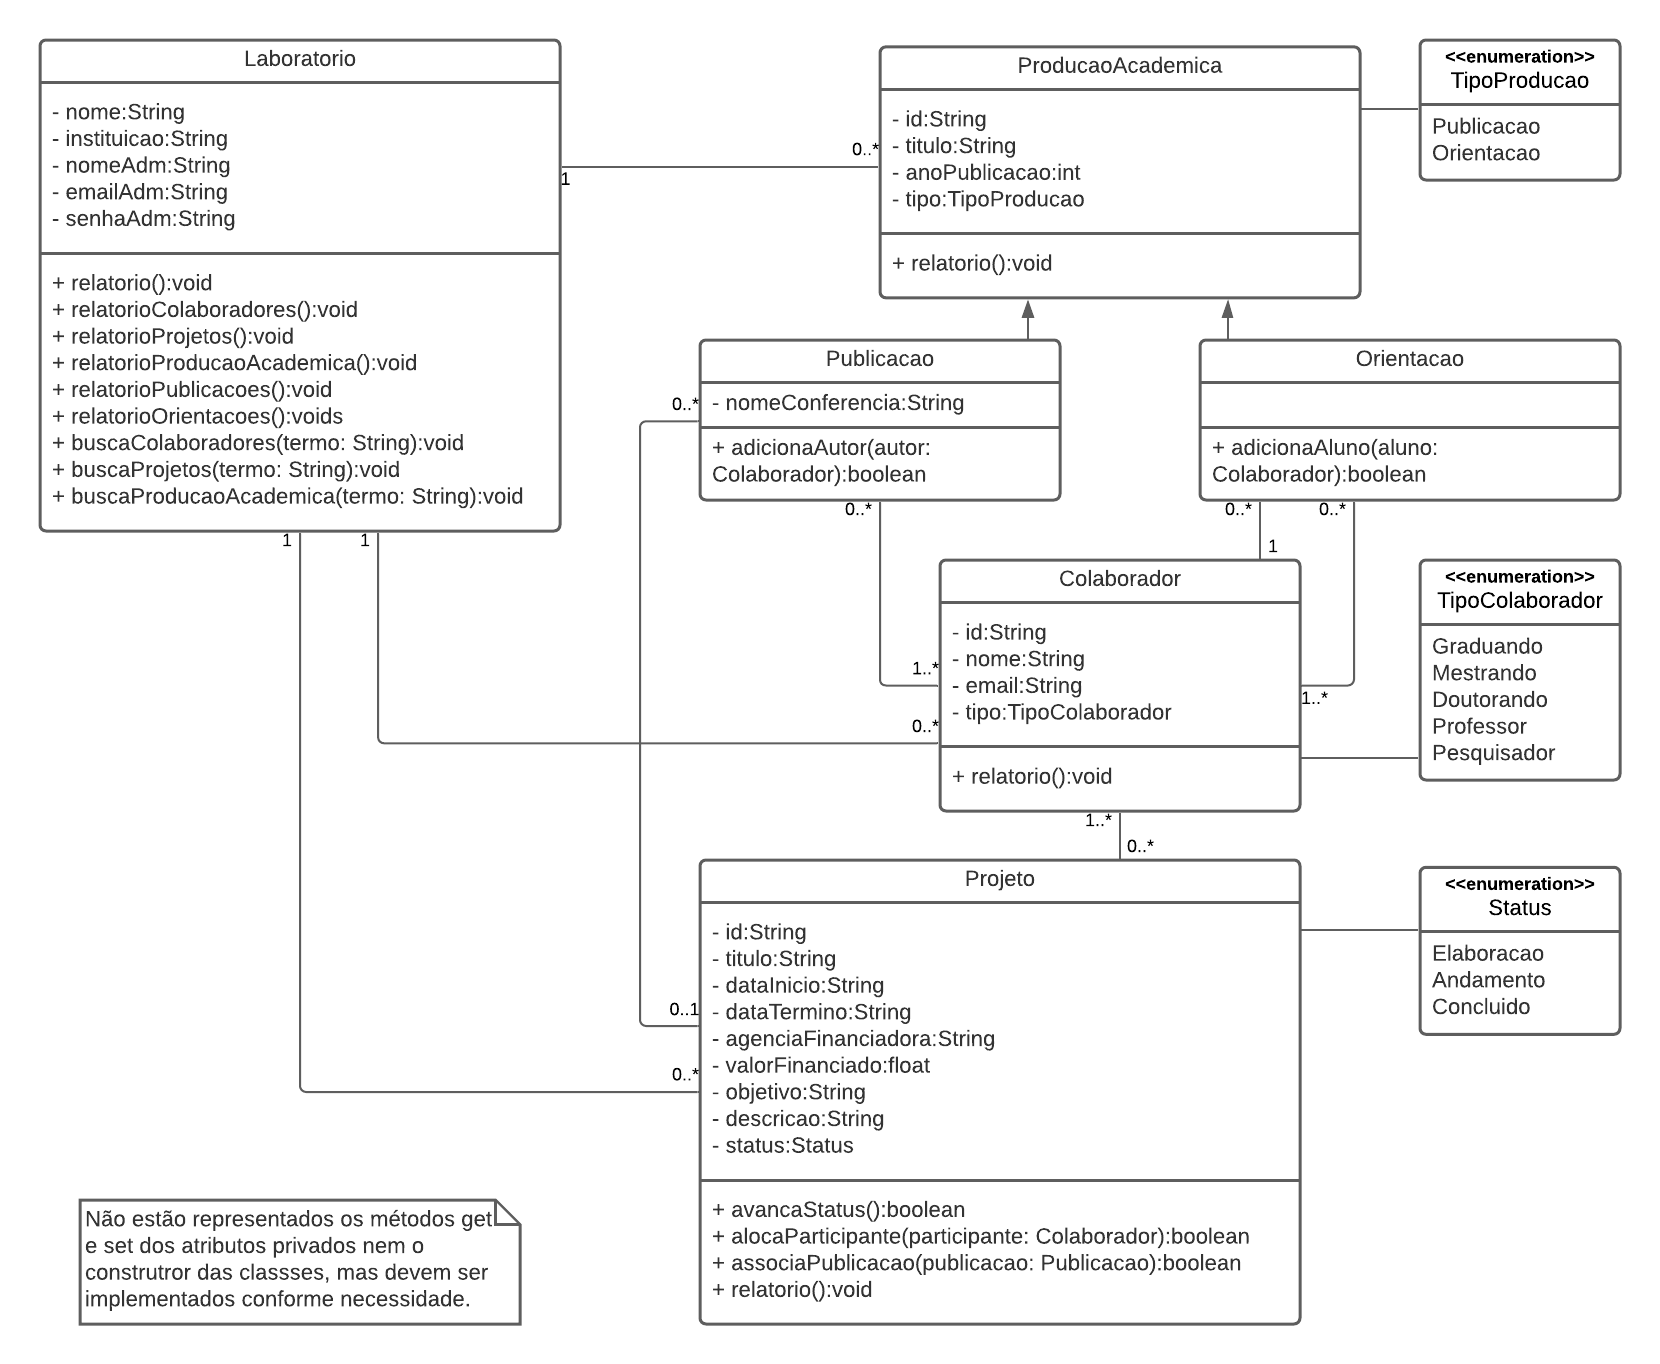 Laboratorio
- nome:String
- instituicao:String
- nomeAdm:String
- emailAdm:String
- senhaAdm:String
+ relatorio():void
+ relatorioColaboradores():void
+ relatorioProjetos():void
+ relatorioProducaoAcademica():void
+ relatorioPublicacoes():void
+ relatorioOrientacoes():voids
+ buscaColaboradores(termo: String):void
+ buscaProjetos(termo: String):void
+ buscaProducaoAcademica(termo: String):void
1
0..*
ProducaoAcademica
- id:String
- titulo:String
- anoPublicacao:int
- tipo:TipoProducao
+ relatorio():void
<<enumeration>>
TipoProducao
Publicacao
Orientacao
Publicacao
0..*
- nomeConferencia:String
+ adicionaAutor(autor:
Colaborador):boolean
Orientacao
+ adicionaAluno(aluno:
Colaborador):boolean
0..*
0..*
0..*
1
1
1
Colaborador
- id:String
- nome:String
- email:String
- tipo:TipoColaborador
+ relatorio():void
1..*
0..*
1..*
<<enumeration>>
TipoColaborador
Graduando
Mestrando
Doutorando
Professor
Pesquisador
1..*
0..*
Projeto
- id:String
- titulo:String
- dataInicio:String
- dataTermino:String
- agenciaFinanciadora:String
- valorFinanciado:float
- objetivo:String
- descricao:String
- status:Status
+ avancaStatus():boolean
+ alocaParticipante(participante: Colaborador):boolean
+ associaPublicacao(publicacao: Publicacao):boolean
+ relatorio():void
0..1
0..*
<<enumeration>>
Status
Elaboracao
Andamento
Concluido
Não estão representados os métodos get
e set dos atributos privados nem o
construtror das classses, mas devem ser
implementados conforme necessidade.